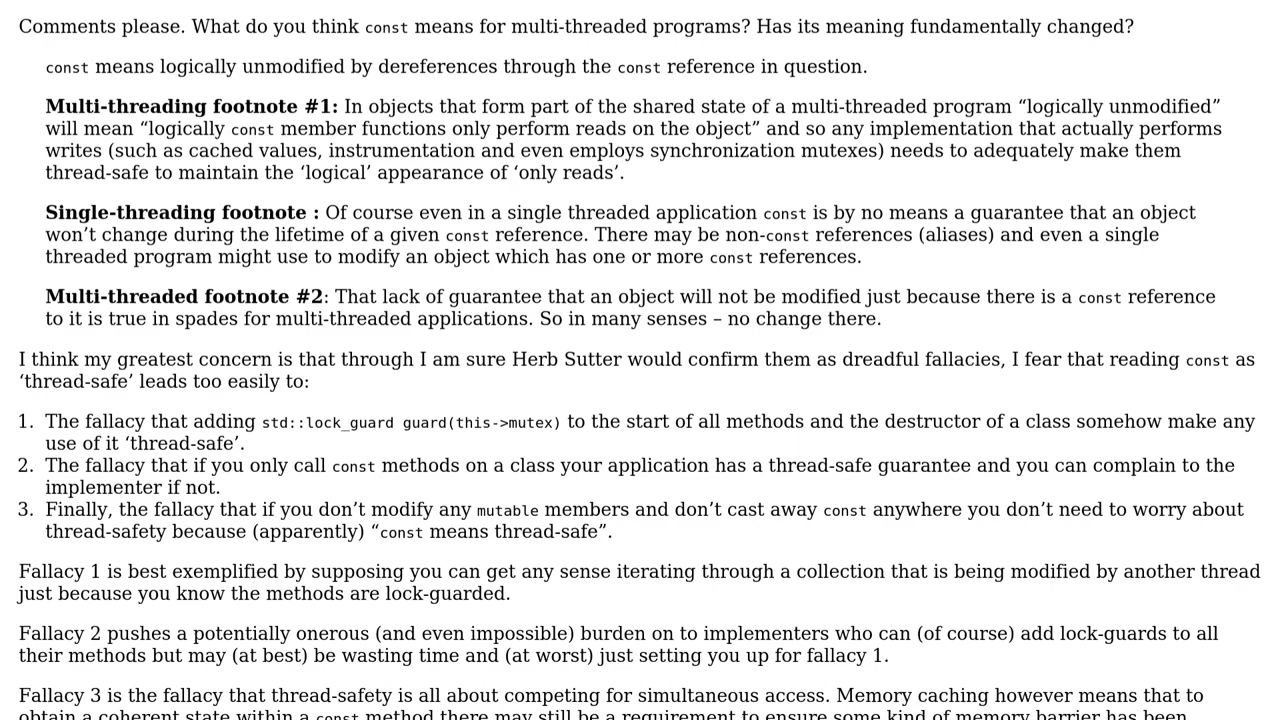 Comments please. What do you think const means for multi-threaded programs? Has its meaning fundamentally changed?
const means logically unmodified by dereferences through the const reference in question.
Multi-threading footnote #1: In objects that form part of the shared state of a multi-threaded program “logically unmodified”
will mean “logically const member functions only perform reads on the object” and so any implementation that actually performs
writes (such as cached values, instrumentation and even employs synchronization mutexes) needs to adequately make them
thread-safe to maintain the ‘logical’ appearance of ‘only reads’.
Single-threading footnote : Of course even in a single threaded application const is by no means a guarantee that an object
won’t change during the lifetime of a given const reference. There may be non-const references (aliases) and even a single
threaded program might use to modify an object which has one or more const references.
Multi-threaded footnote #2: That lack of guarantee that an object will not be modified just because there is a const reference
to it is true in spades for multi-threaded applications. So in many senses – no change there.
I think my greatest concern is that through I am sure Herb Sutter would confirm them as dreadful fallacies, I fear that reading const as
‘thread-safe’ leads too easily to:
1. The fallacy that adding std::lock_guard guard(this->mutex) to the start of all methods and the destructor of a class somehow make any
use of it ‘thread-safe’.
2. The fallacy that if you only call const methods on a class your application has a thread-safe guarantee and you can complain to the
implementer if not.
3. Finally, the fallacy that if you don’t modify any mutable members and don’t cast away const anywhere you don’t need to worry about
thread-safety because (apparently) “const means thread-safe”.
Fallacy 1 is best exemplified by supposing you can get any sense iterating through a collection that is being modified by another thread
just because you know the methods are lock-guarded.
Fallacy 2 pushes a potentially onerous (and even impossible) burden on to implementers who can (of course) add lock-guards to all
their methods but may (at best) be wasting time and (at worst) just setting you up for fallacy 1.
Fallacy 3 is the fallacy that thread-safety is all about competing for simultaneous access. Memory caching however means that to
obtain a coherent state within a const method there may still be a requirement to ensure some kind of memory barrier has been